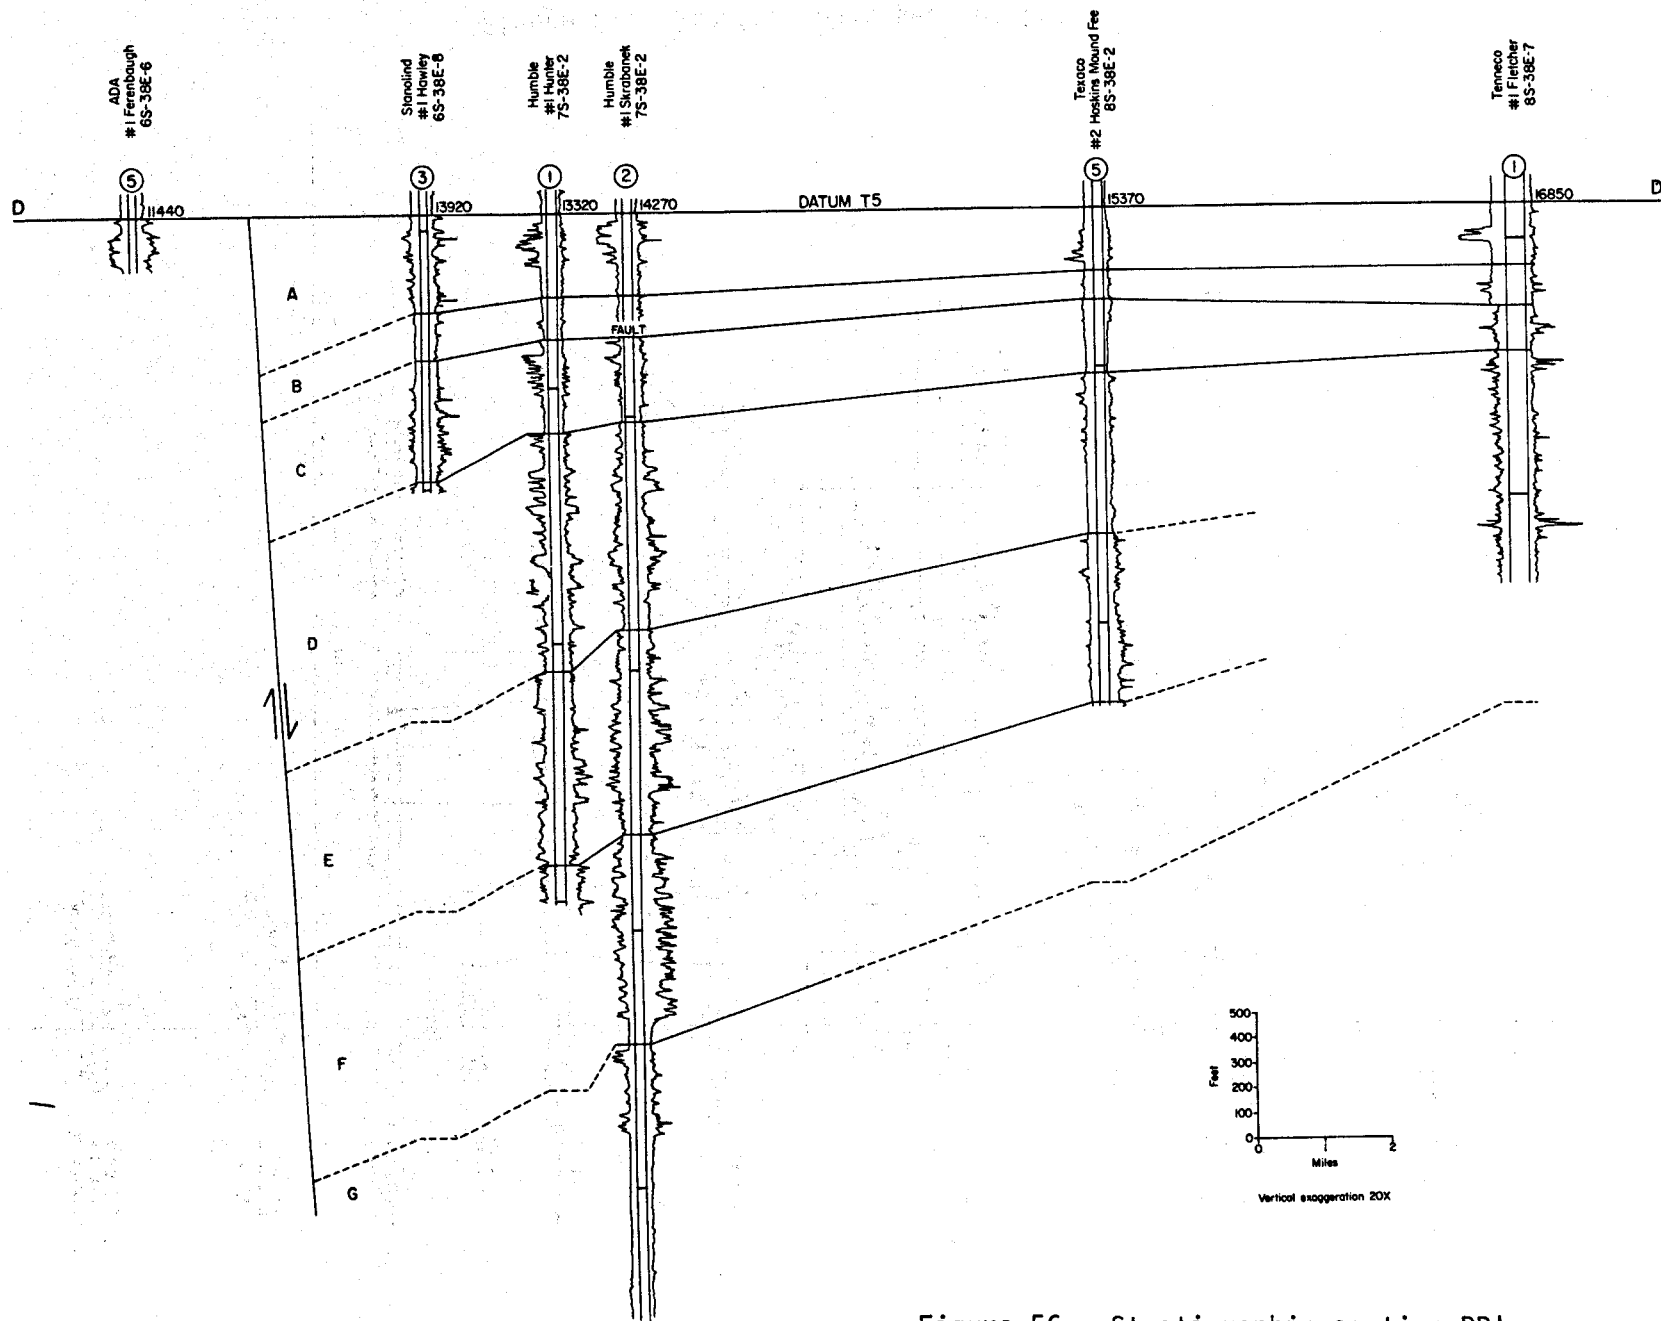 ADA
#1 Ferenbaugh
6S-38E-6
Stanolind
#1 Hawley
6S-38E-8
Humble
#1 Hunter
7S-38E-2
Humble
#1 Skrabanek
7S-38E-2
Texaco
#2 Hoskins Mound Fee
8S-38E-2
Tenneco
#1 Fletcher
8S-38E-7
5
3
1
2
5
1
D
11440
13920
13320
14270
DATUM T5
15370
16850
D
A
FAULT
B
C
D
E
F
G
500
400
300
200
100
0
Feet
0
1
2
Miles
Vertical exaggeration 20X